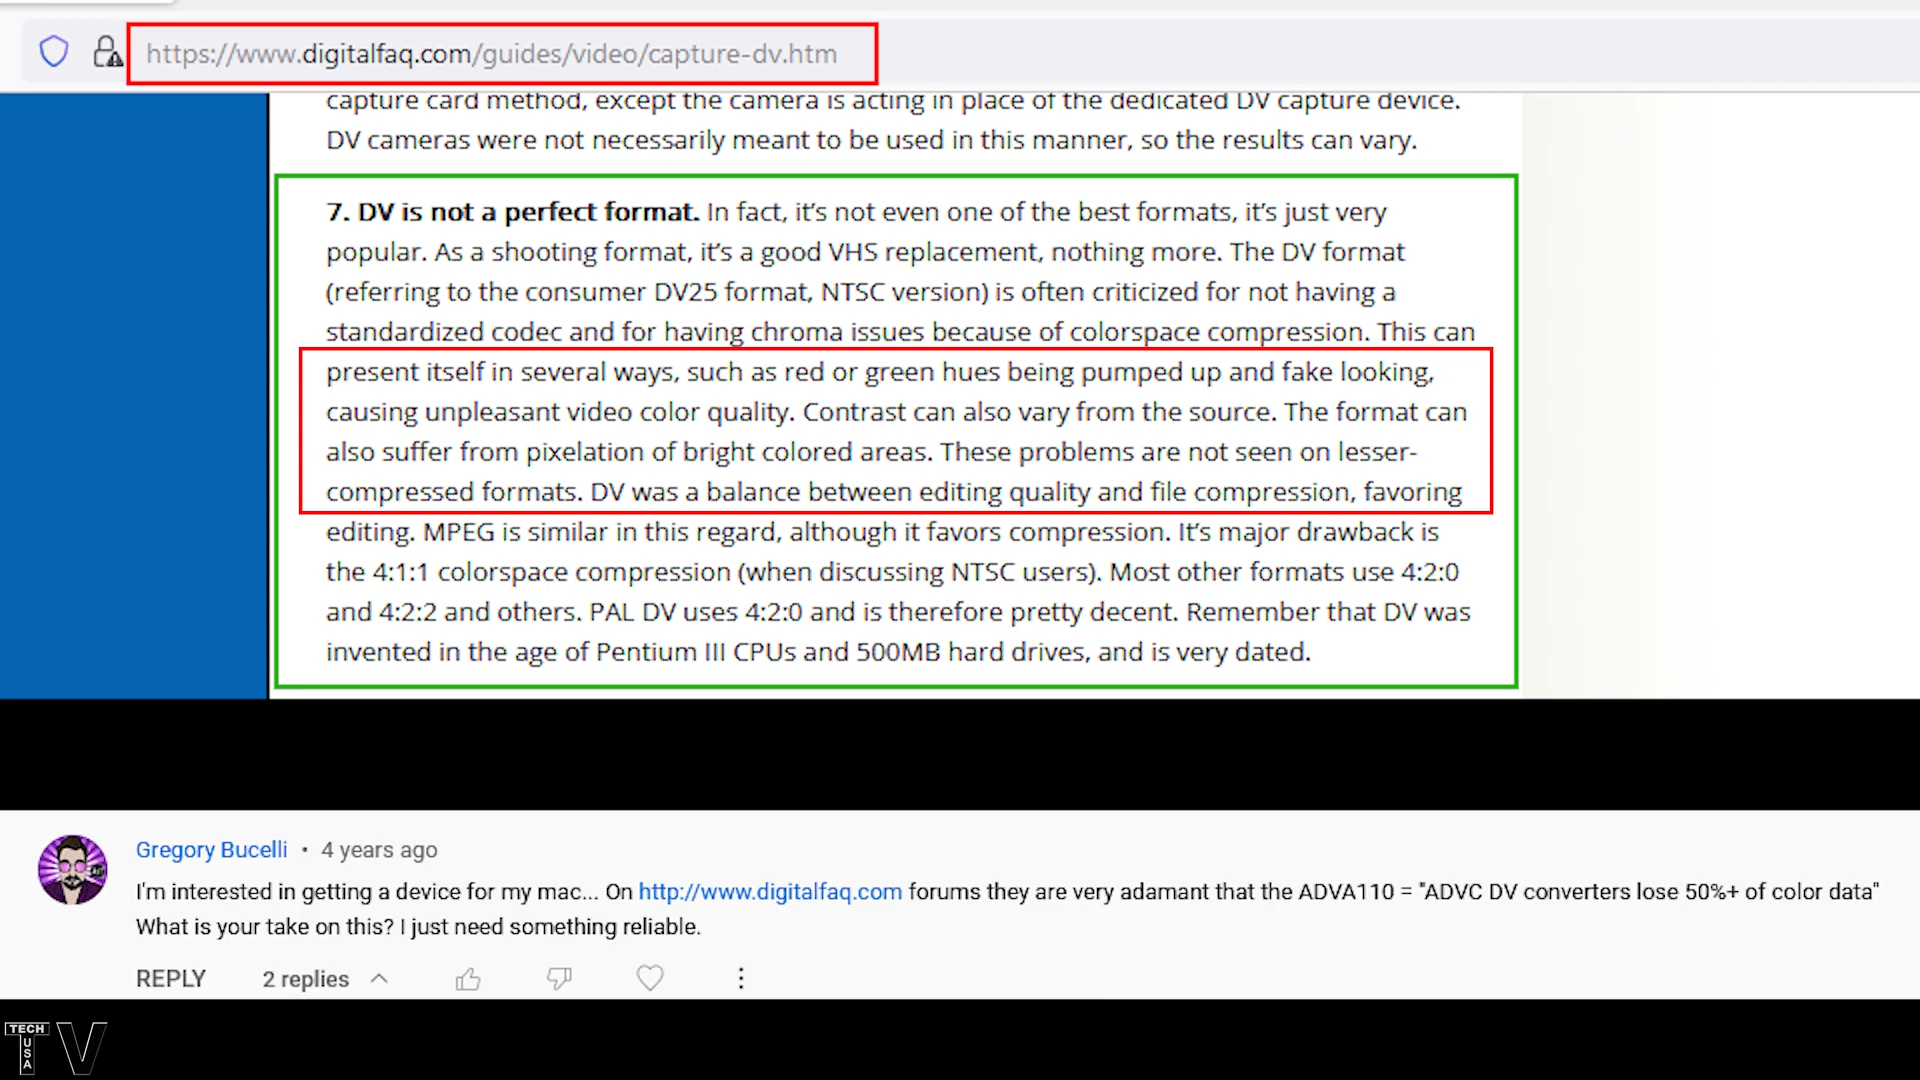 https://www.digitalfaq.com/guides/video/capture-dv.htm
capture card method, except the camera is acting in place of the dedicated DV capture device.
DV cameras were not necessarily meant to be used in this manner, so the results can vary.
7. DV is not a perfect format. In fact, it’s not even one of the best formats, it’s just very
popular. As a shooting format, it’s a good VHS replacement, nothing more. The DV format
(referring to the consumer DV25 format, NTSC version) is often criticized for not having a
standardized codec and for having chroma issues because of colorspace compression. This can
present itself in several ways, such as red or green hues being pumped up and fake looking,
causing unpleasant video color quality. Contrast can also vary from the source. The format can
also suffer from pixelation of bright colored areas. These problems are not seen on lesser-
compressed formats. DV was a balance between editing quality and file compression, favoring
editing. MPEG is similar in this regard, although it favors compression. It’s major drawback is
the 4:1:1 colorspace compression (when discussing NTSC users). Most other formats use 4:2:0
and 4:2:2 and others. PAL DV uses 4:2:0 and is therefore pretty decent. Remember that DV was
invented in the age of Pentium III CPUs and 500MB hard drives, and is very dated.
Gregory Bucelli • 4 years ago
I'm interested in getting a device for my mac... On http://www.digitalfaq.com forums they are very adamant that the ADVA110 = "ADVC DV converters lose 50%+ of color data"
What is your take on this? I just need something reliable.
REPLY 2 replies
TECH USA TV